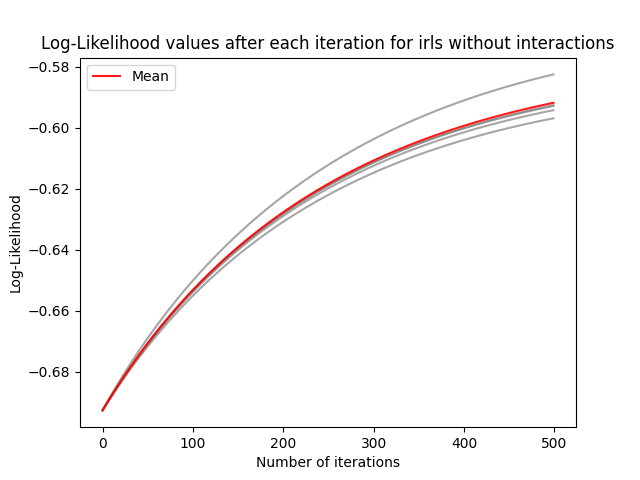 Log-Likelihood values after each iteration for irls without interactions
Mean
−0.58
−0.60
−0.62
−0.64
−0.66
−0.68
Log-Likelihood
0 100 200 300 400 500
Number of iterations